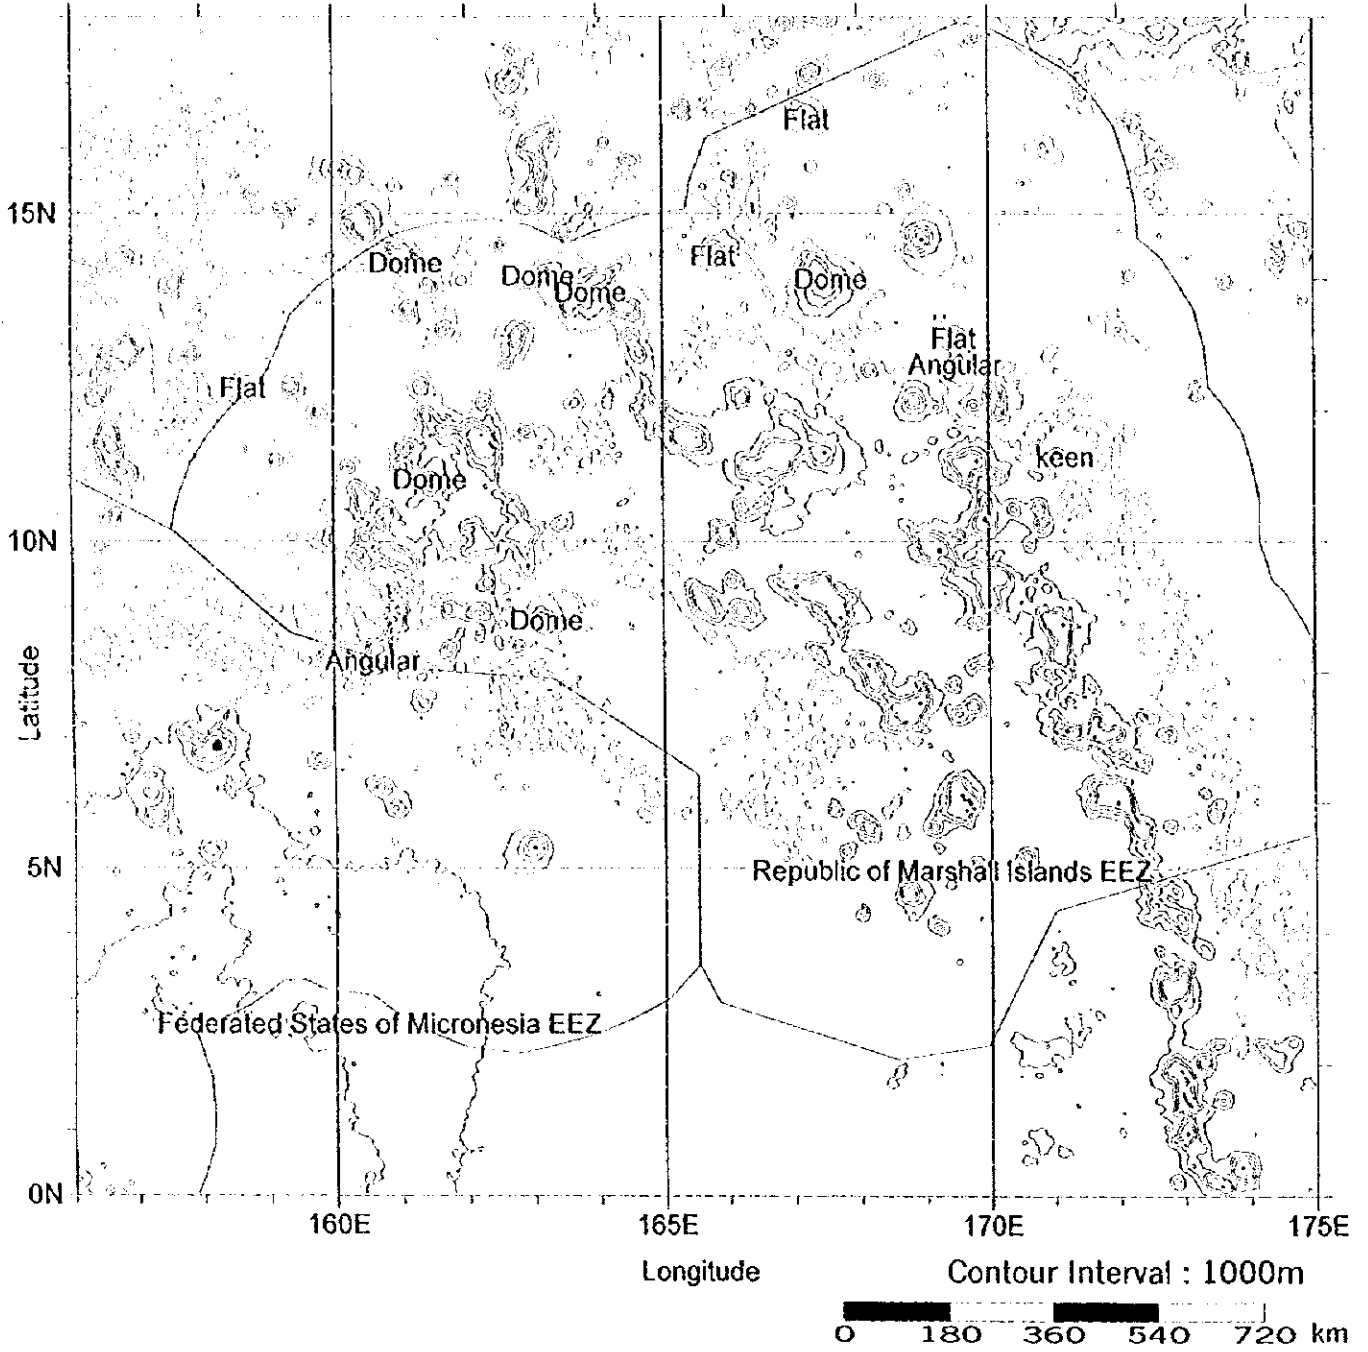 Flat
15N
Flat
Dome
Dome
Dome
Dome
Flat
Angular
Flat
keen
Dome
10N
Dome
Angular
Latitude
5N
Republic of Marshall Islands EEZ
Federated States of Micronesia EEZ
0N
160E 165E 170E 175E
Longitude
Contour Interval : 1000m
0 180 360 540 720 km